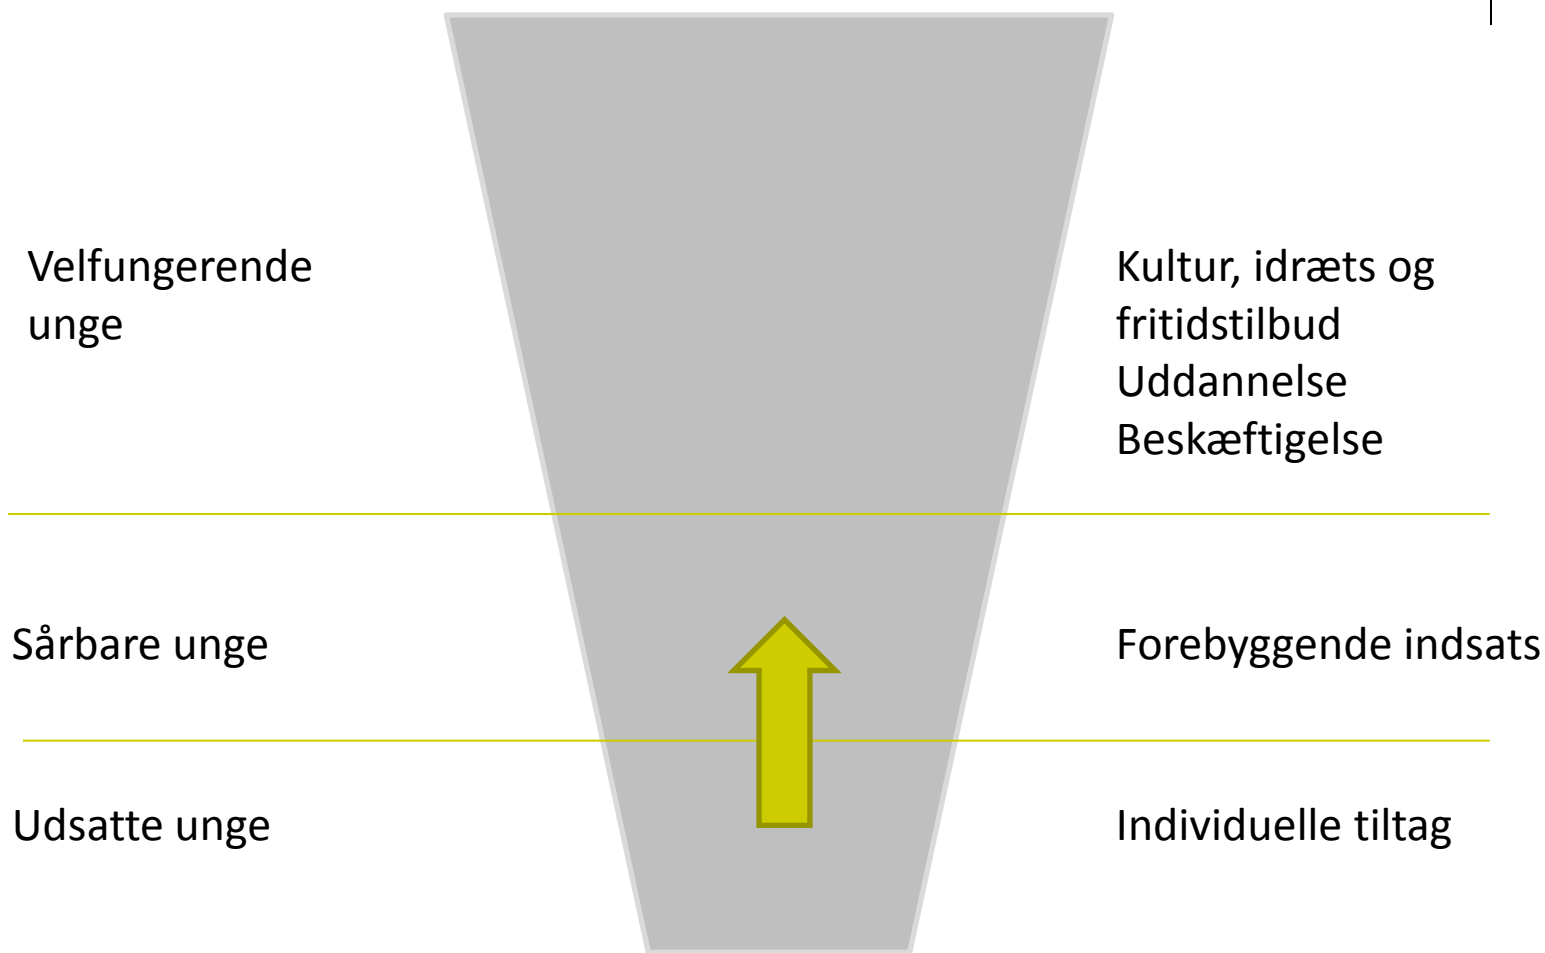 Velfungerende
unge
Kultur, idræts og
fritidstilbud
Uddannelse
Beskæftigelse
Sårbare unge
Forebyggende indsats
Udsatte unge
Individuelle tiltag